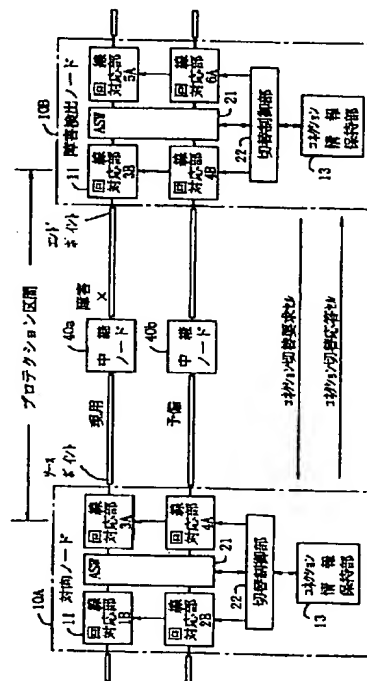 プロテクション区間
10A
対向ノード
11
回線
対応部
1B
ASW
回線
対応部
3A
回線
対応部
2B
21
回線
対応部
4A
22
切替制御部
13
コネクション
情報
保持部
ソース
ポイント
現用
予備
40a
中継
ノード
40b
中継
ノード
障害
×
エンド
ポイント
コネクション切替要求セル
コネクション切替応答セル
10B
障害検出ノード
11
回線
対応部
3B
ASW
回線
対応部
5A
回線
対応部
4B
21
回線
対応部
6A
22
切替制御部
13
コネクション
情報
保持部